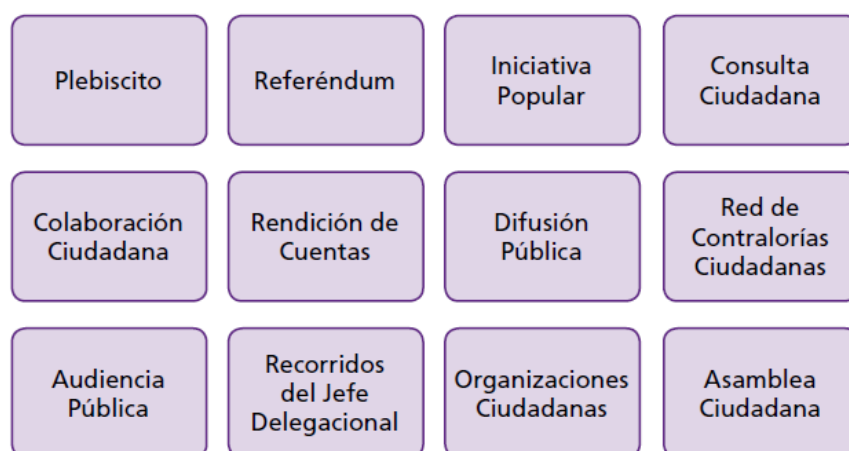 Plebiscito
Referéndum
Iniciativa
Popular
Consulta
Ciudadana
Colaboración
Ciudadana
Rendición de
Cuentas
Difusión
Pública
Red de
Contralorías
Ciudadanas
Audiencia
Pública
Recorridos
del Jefe
Delegacional
Organizaciones
Ciudadanas
Asamblea
Ciudadana